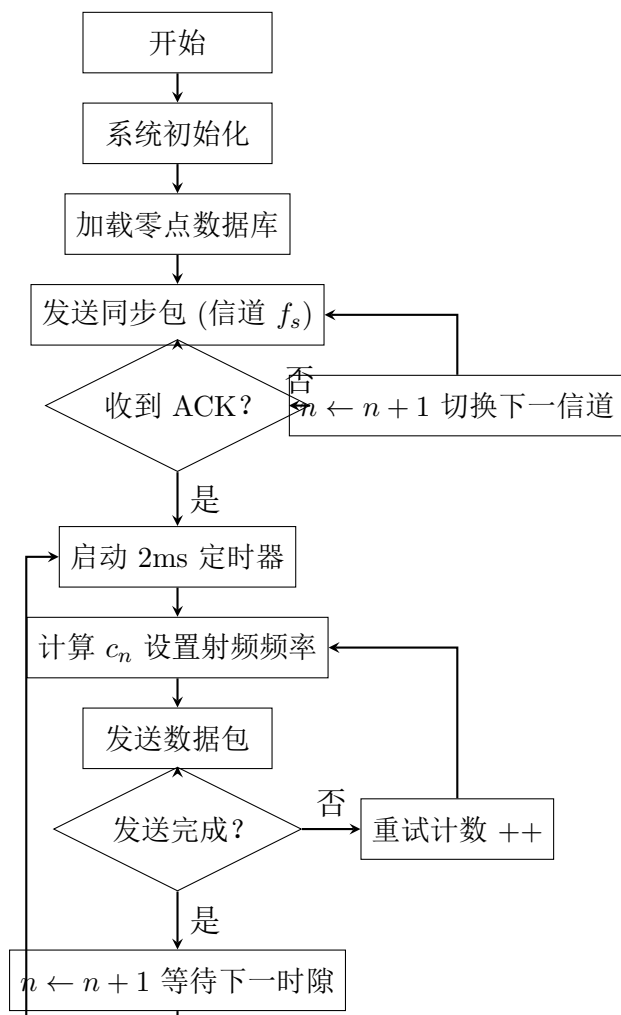 开始
系统初始化
加载零点数据库
发送同步包 (信道 f_s)
收到 ACK？
否
n ← n + 1 切换下一信道
是
启动 2ms 定时器
计算 c_n 设置射频频率
发送数据包
发送完成？
否
重试计数 ++
是
n ← n + 1 等待下一时隙